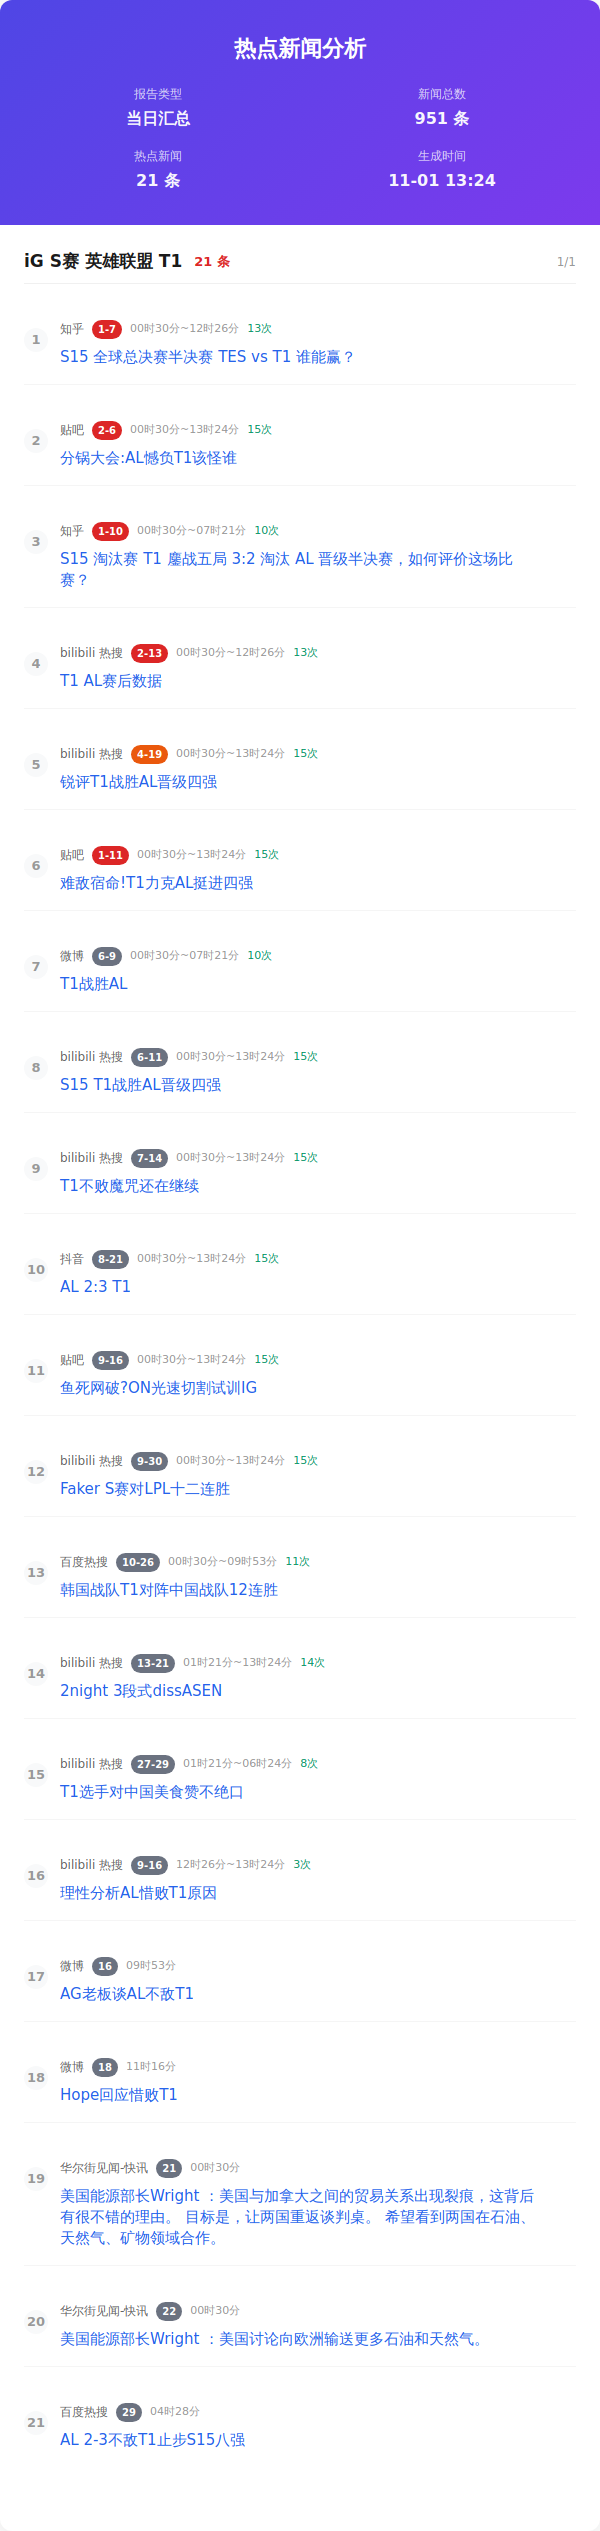 热点新闻分析
报告类型
新闻总数
当日汇总
951 条
热点新闻
生成时间
21 条
11-01 13:24
iG S赛 英雄联盟 T1 21 条 1/1
1 知乎 1-7 00时30分~12时26分 13次
S15 全球总决赛半决赛 TES vs T1 谁能赢？
2 贴吧 2-6 00时30分~13时24分 15次
分锅大会:AL憾负T1该怪谁
3 知乎 1-10 00时30分~07时21分 10次
S15 淘汰赛 T1 鏖战五局 3:2 淘汰 AL 晋级半决赛，如何评价这场比
赛？
4 bilibili 热搜 2-13 00时30分~12时26分 13次
T1 AL赛后数据
5 bilibili 热搜 4-19 00时30分~13时24分 15次
锐评T1战胜AL晋级四强
6 贴吧 1-11 00时30分~13时24分 15次
难敌宿命!T1力克AL挺进四强
7 微博 6-9 00时30分~07时21分 10次
T1战胜AL
8 bilibili 热搜 6-11 00时30分~13时24分 15次
S15 T1战胜AL晋级四强
9 bilibili 热搜 7-14 00时30分~13时24分 15次
T1不败魔咒还在继续
10 抖音 8-21 00时30分~13时24分 15次
AL 2:3 T1
11 贴吧 9-16 00时30分~13时24分 15次
鱼死网破?ON光速切割试训IG
12 bilibili 热搜 9-30 00时30分~13时24分 15次
Faker S赛对LPL十二连胜
13 百度热搜 10-26 00时30分~09时53分 11次
韩国战队T1对阵中国战队12连胜
14 bilibili 热搜 13-21 01时21分~13时24分 14次
2night 3段式dissASEN
15 bilibili 热搜 27-29 01时21分~06时24分 8次
T1选手对中国美食赞不绝口
16 bilibili 热搜 9-16 12时26分~13时24分 3次
理性分析AL惜败T1原因
17 微博 16 09时53分
AG老板谈AL不敌T1
18 微博 18 11时16分
Hope回应惜败T1
19 华尔街见闻-快讯 21 00时30分
美国能源部长Wright ：美国与加拿大之间的贸易关系出现裂痕，这背后
有很不错的理由。 目标是，让两国重返谈判桌。 希望看到两国在石油、
天然气、矿物领域合作。
20 华尔街见闻-快讯 22 00时30分
美国能源部长Wright ：美国讨论向欧洲输送更多石油和天然气。
21 百度热搜 29 04时28分
AL 2-3不敌T1止步S15八强